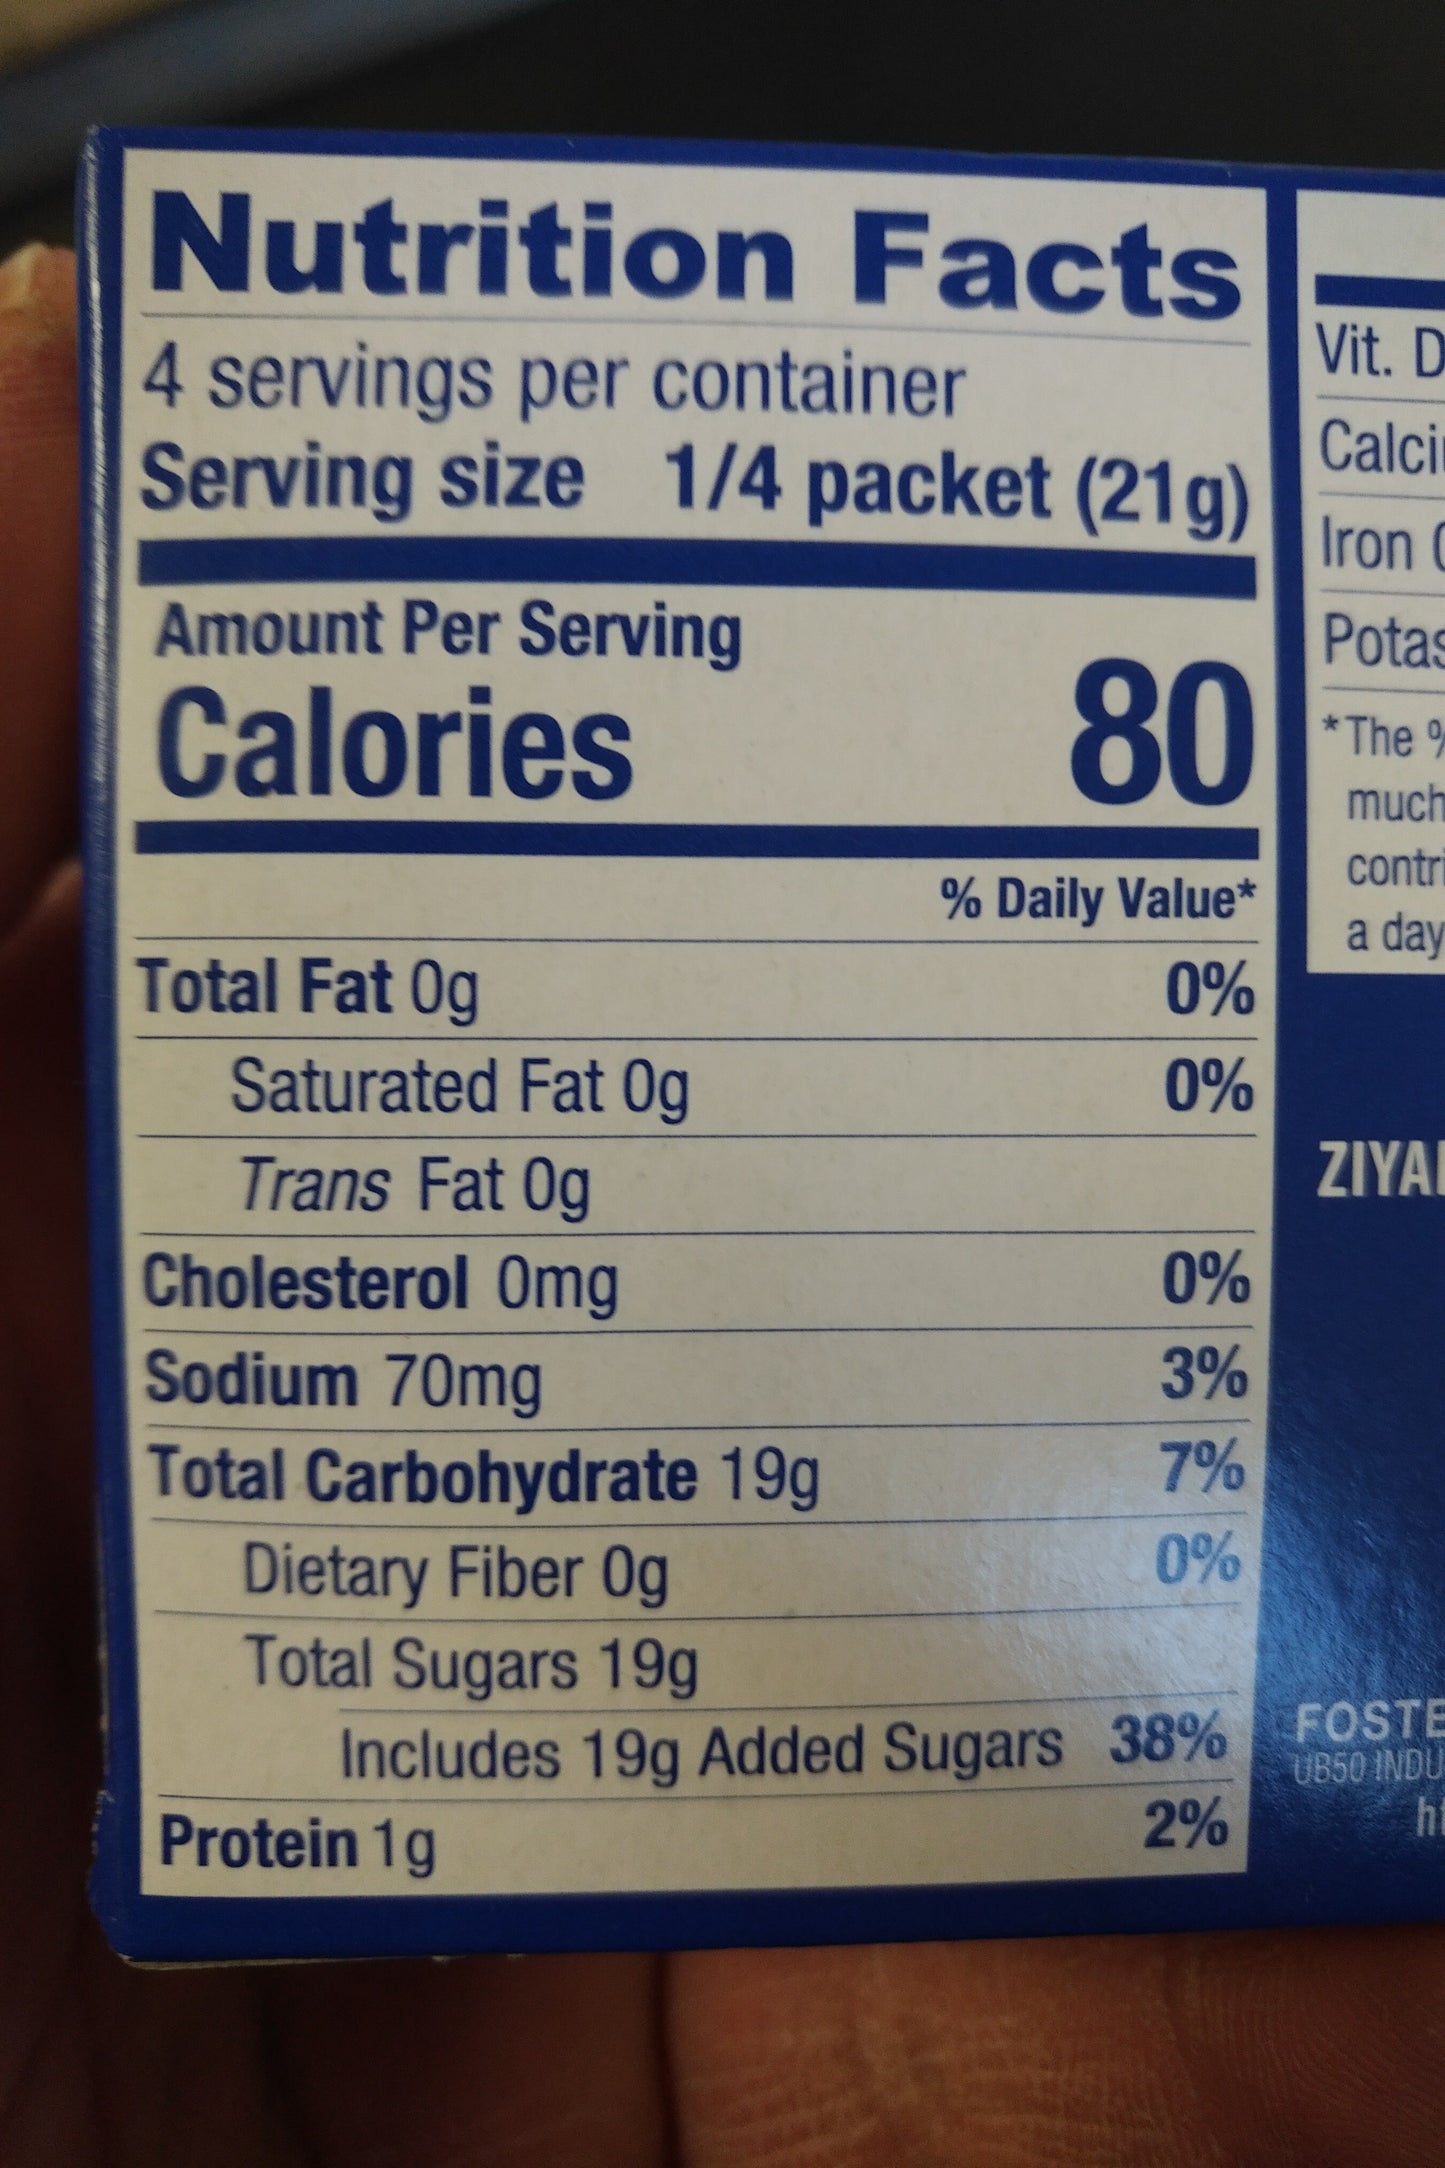 Nutrition Facts
4 servings per container
Serving size 1/4 packet (21g)
Amount Per Serving
Calories 80
% Daily Value*
Total Fat 0g 0%
Saturated Fat 0g 0%
Trans Fat 0g
Cholesterol 0mg 0%
Sodium 70mg 3%
Total Carbohydrate 19g 7%
Dietary Fiber 0g 0%
Total Sugars 19g
Includes 19g Added Sugars 38%
Protein 1g 2%
Vit. D
Iron
*The %
much
a day
UB50